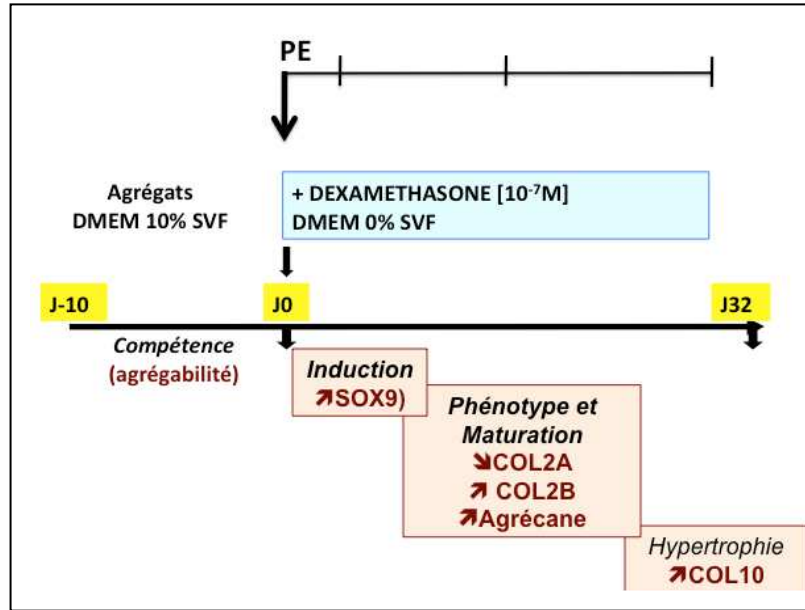 PE
Agrégats
DMEM 10% SVF
+ DEXAMETHASONE [10⁻⁷M]
DMEM 0% SVF
J-10
J0
J32
Compétence
(agrégabilité)
Induction
↗SOX9)
Phénotype et
Maturation
↘COL2A
↗ COL2B
↗Agrécane
Hypertrophie
↗COL10